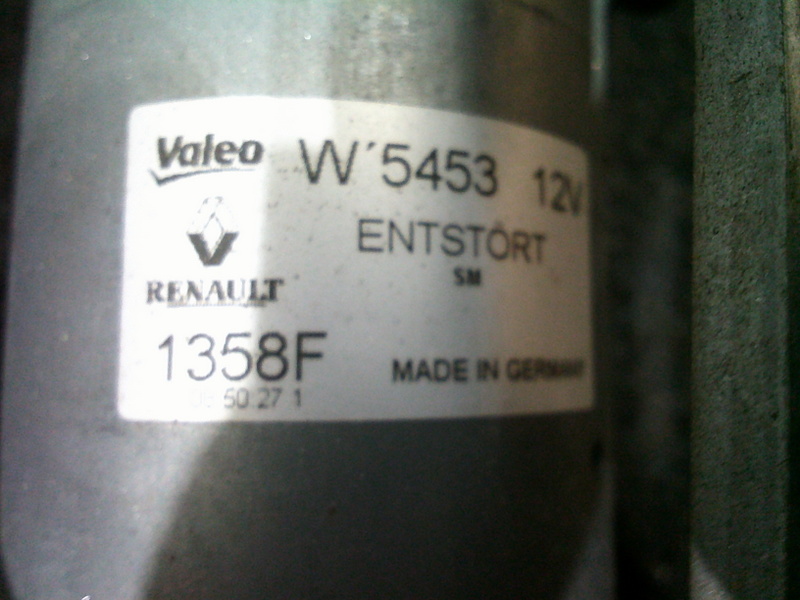 Valeo W´5453 12V
ENTSTÖRT
SM
RENAULT
1358F
MADE IN GERMANY
50 27 1